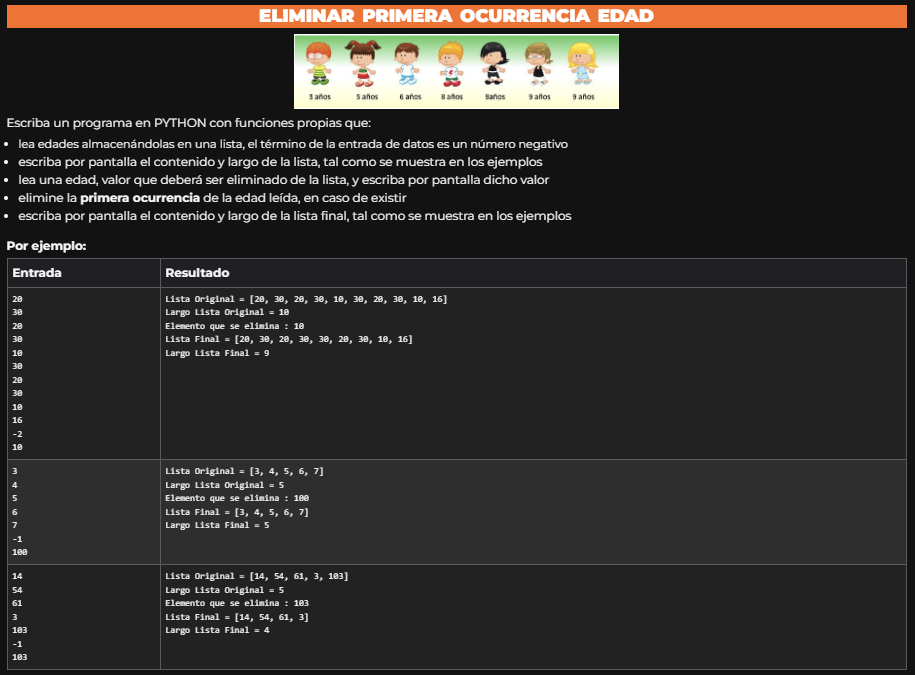 ELIMINAR PRIMERA OCURRENCIA EDAD
3 años 5 años 6 años 8 años 9años 9 años 9 años
Escriba un programa en PYTHON con funciones propias que:
• lea edades almacenándolas en una lista, el término de la entrada de datos es un número negativo
• escriba por pantalla el contenido y largo de la lista, tal como se muestra en los ejemplos
• lea una edad, valor que deberá ser eliminado de la lista, y escriba por pantalla dicho valor
• elimine la primera ocurrencia de la edad leída, en caso de existir
• escriba por pantalla el contenido y largo de la lista final, tal como se muestra en los ejemplos
Por ejemplo:
Entrada Resultado
20 Lista Original = [20, 30, 20, 30, 10, 30, 20, 30, 10, 16]
30 Largo Lista Original = 10
20 Elemento que se elimina : 10
30 Lista Final = [20, 30, 20, 30, 30, 20, 30, 10, 16]
10 Largo Lista Final = 9
30
20
30
10
16
-2
10
3 Lista Original = [3, 4, 5, 6, 7]
4 Largo Lista Original = 5
5 Elemento que se elimina : 100
6 Lista Final = [3, 4, 5, 6, 7]
7 Largo Lista Final = 5
-1
100
14 Lista Original = [14, 54, 61, 3, 103]
54 Largo Lista Original = 5
61 Elemento que se elimina : 103
3 Lista Final = [14, 54, 61, 3]
103 Largo Lista Final = 4
-1
103